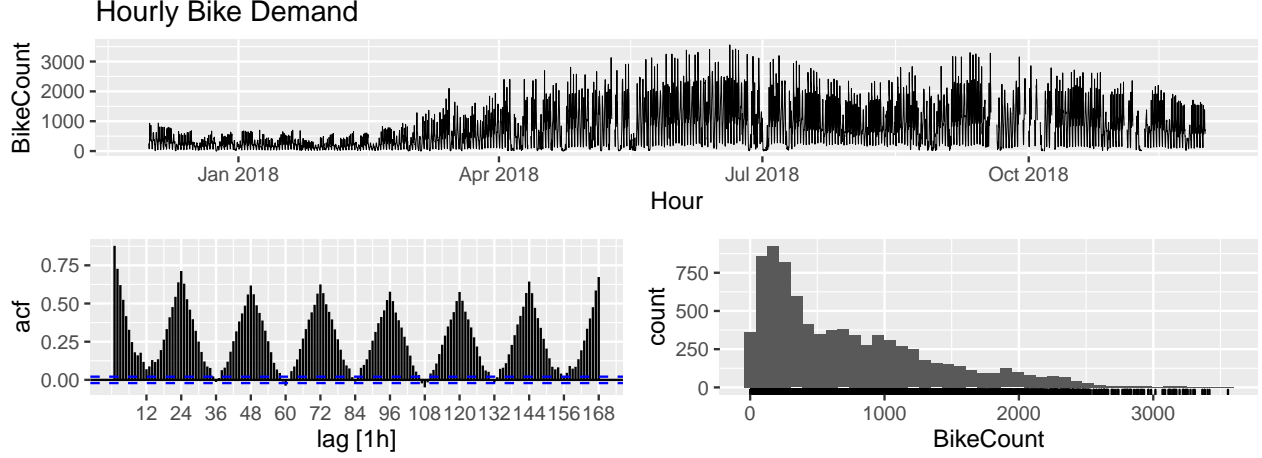 Hourly Bike Demand
BikeCount
3000
2000
1000
0
Jan 2018 Apr 2018 Jul 2018 Oct 2018
Hour
acf
0.75
0.50
0.25
0.00
12 24 36 48 60 72 84 96 108 120 132 144 156 168
lag [1h]
count
750
500
250
0
0 1000 2000 3000
BikeCount